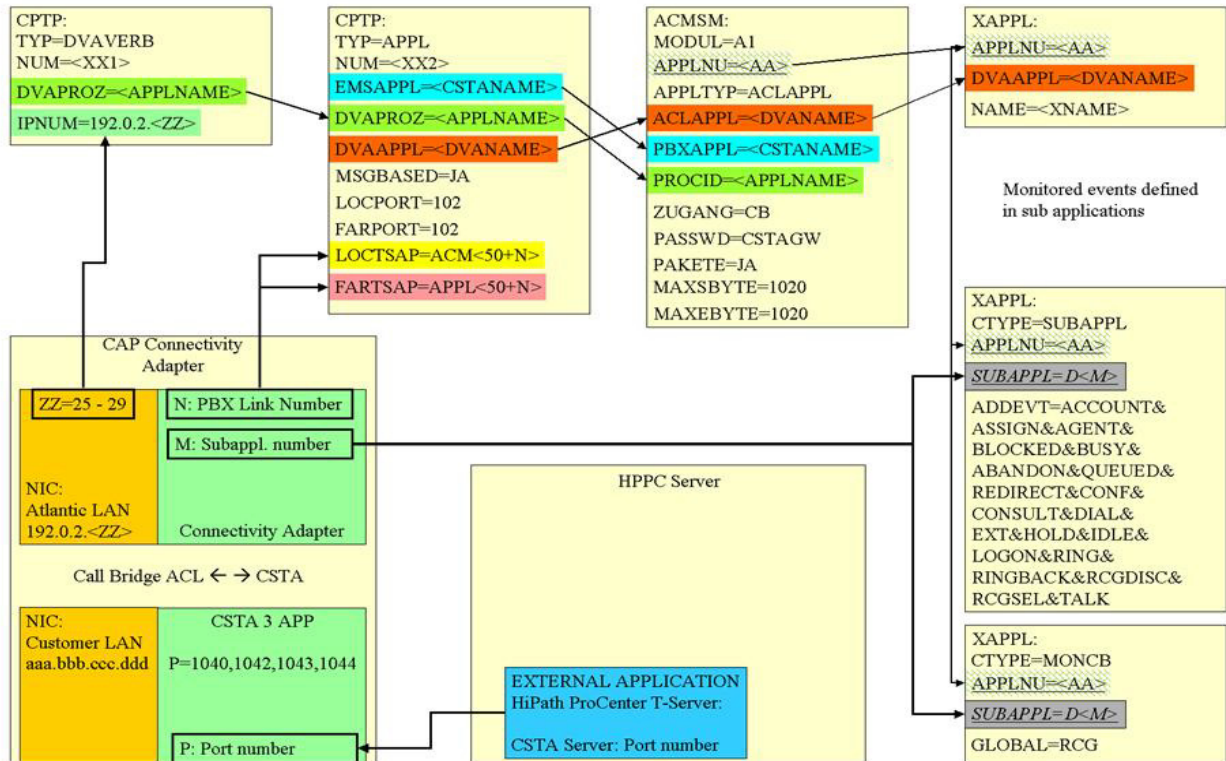 CPTP:
TYP=DVAVERB
NUM=<XX1>
DVAPROZ=<APPLNAME>
IPNUM=192.0.2.<ZZ>
CPTP:
TYP=APPL
NUM=<XX2>
EMSAPPL=<CSTANAME>
DVAPROZ=<APPLNAME>
DVAAPPL=<DVANAME>
MSGBASED=JA
LOCPORT=102
FARPORT=102
LOCTSAP=ACM<50+N>
FARTSAP=APPL<50+N>
ACMSM:
MODUL=A1
APPLNU=<AA>
APPLTYP=ACLAPPL
ACLAPPL=<DVANAME>
PBXAPPL=<CSTANAME>
PROCID=<APPLNAME>
ZUGANG=CB
PASSWD=CSTAGW
PAKETE=JA
MAXSBYTE=1020
MAXEBYTE=1020
XAPPL:
APPLNU=<AA>
DVAAPPL=<DVANAME>
NAME=<XNAME>
Monitored events defined
in sub applications
XAPPL:
CTYPE=SUBAPPL
APPLNU=<AA>
SUBAPPL=D<M>
ADDEVT=ACCOUNT&
ASSIGN&AGENT&
BLOCKED&BUSY&
ABANDON&QUEUED&
REDIRECT&CONF&
CONSULT&DIAL&
EXT&HOLD&IDLE&
LOGON&RING&
RINGBACK&RCGDISC&
RCGSEL&TALK
XAPPL:
CTYPE=MONCB
APPLNU=<AA>
SUBAPPL=D<M>
GLOBAL=RCG
CAP Connectivity
Adapter
ZZ=25 - 29
N: PBX Link Number
M: Subappl. number
NIC:
Atlantic LAN
192.0.2.<ZZ>
Connectivity Adapter
Call Bridge ACL ← → CSTA
NIC:
Customer LAN
aaa.bbb.ccc.ddd
CSTA 3 APP
P=1040,1042,1043,1044
P: Port number
HPPC Server
EXTERNAL APPLICATION
HiPath ProCenter T-Server:
CSTA Server: Port number